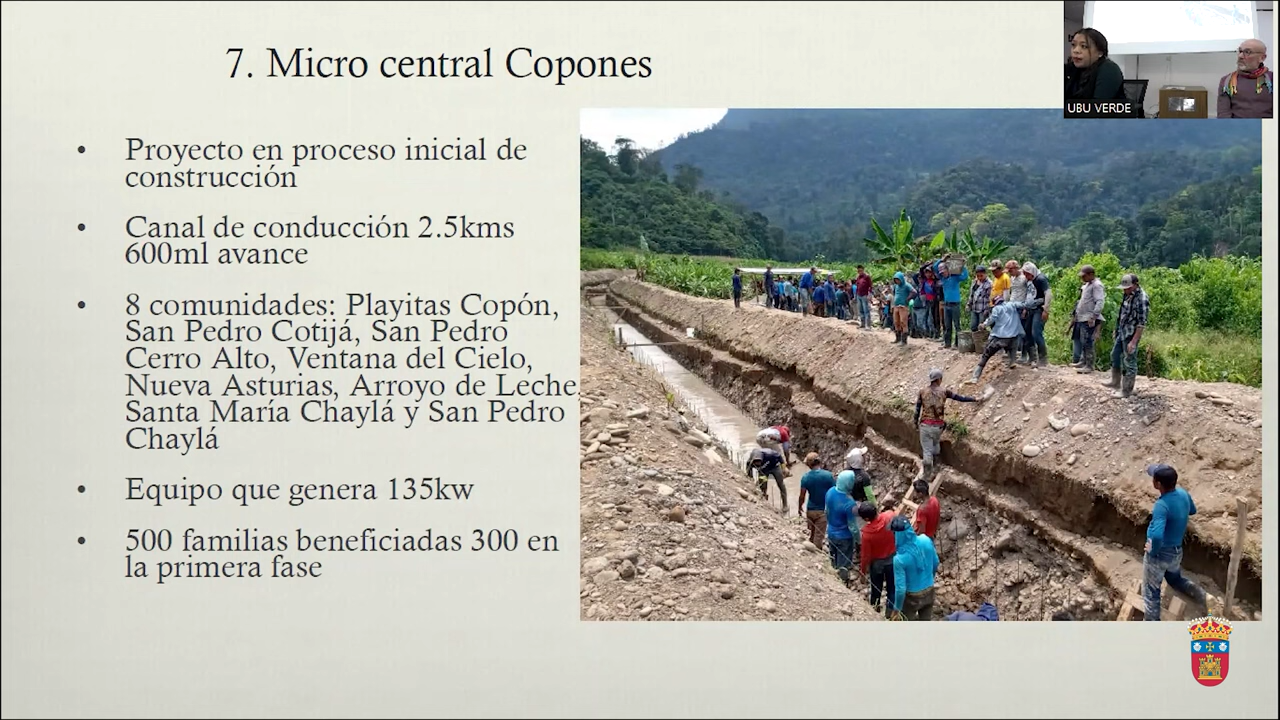 7. Micro central Copones
UBU VERDE
• Proyecto en proceso inicial de
construcción
• Canal de conducción 2.5kms
600ml avance
• 8 comunidades: Playitas Copón,
San Pedro Cotijá, San Pedro
Cerro Alto, Ventana del Cielo,
Nueva Asturias, Arroyo de Leche,
Santa María Chaylá y San Pedro
Chaylá
• Equipo que genera 135kw
• 500 familias beneficiadas 300 en
la primera fase